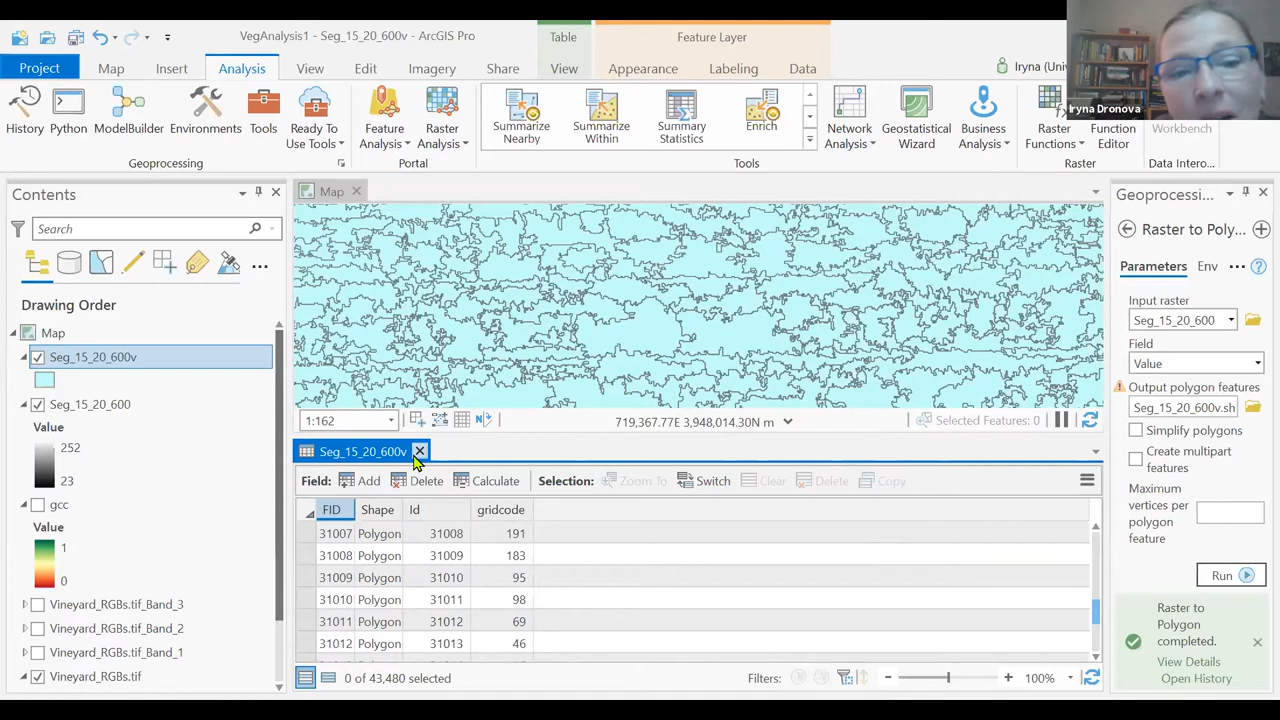 VegAnalysis1 - Seg_15_20_600v - ArcGIS Pro
Table
Feature Layer
Iryna (Univ
Iryna Dronova
Project
Map
Insert
Analysis
View
Edit
Imagery
Share
View
Appearance
Labeling
Data
History
Python
ModelBuilder
Environments
Tools
Ready To
Use Tools
Feature
Analysis
Raster
Analysis
Summarize
Nearby
Summarize
Within
Summary
Statistics
Enrich
Network
Analysis
Geostatistical
Wizard
Business
Analysis
Raster
Functions
Function
Editor
Workbench
Geoprocessing
Portal
Tools
Raster
Data Intero...
Contents
Search
Drawing Order
Map
Seg_15_20_600v
Seg_15_20_600
Value
252
23
gcc
Value
1
0
Vineyard_RGBs.tif_Band_3
Vineyard_RGBs.tif_Band_2
Vineyard_RGBs.tif_Band_1
Vineyard_RGBs.tif
Map
1:162
719,367.77E 3,948,014.30N m
Selected Features: 0
Seg_15_20_600v
Field: Add Delete Calculate Selection: Zoom To Switch Clear Delete Copy
FID Shape Id gridcode
31007 Polygon 31008 191
31008 Polygon 31009 183
31009 Polygon 31010 95
31010 Polygon 31011 98
31011 Polygon 31012 69
31012 Polygon 31013 46
selected
Filters:
100%
Geoprocessi...
Raster to Poly...
Parameters
Env
Input raster
Seg_15_20_600
Field
Value
Output polygon features
Seg_15_20_600v.sh
Simplify polygons
Create multipart
features
Maximum
vertices per
polygon
feature
Run
Raster to
Polygon
completed.
View Details
Open History